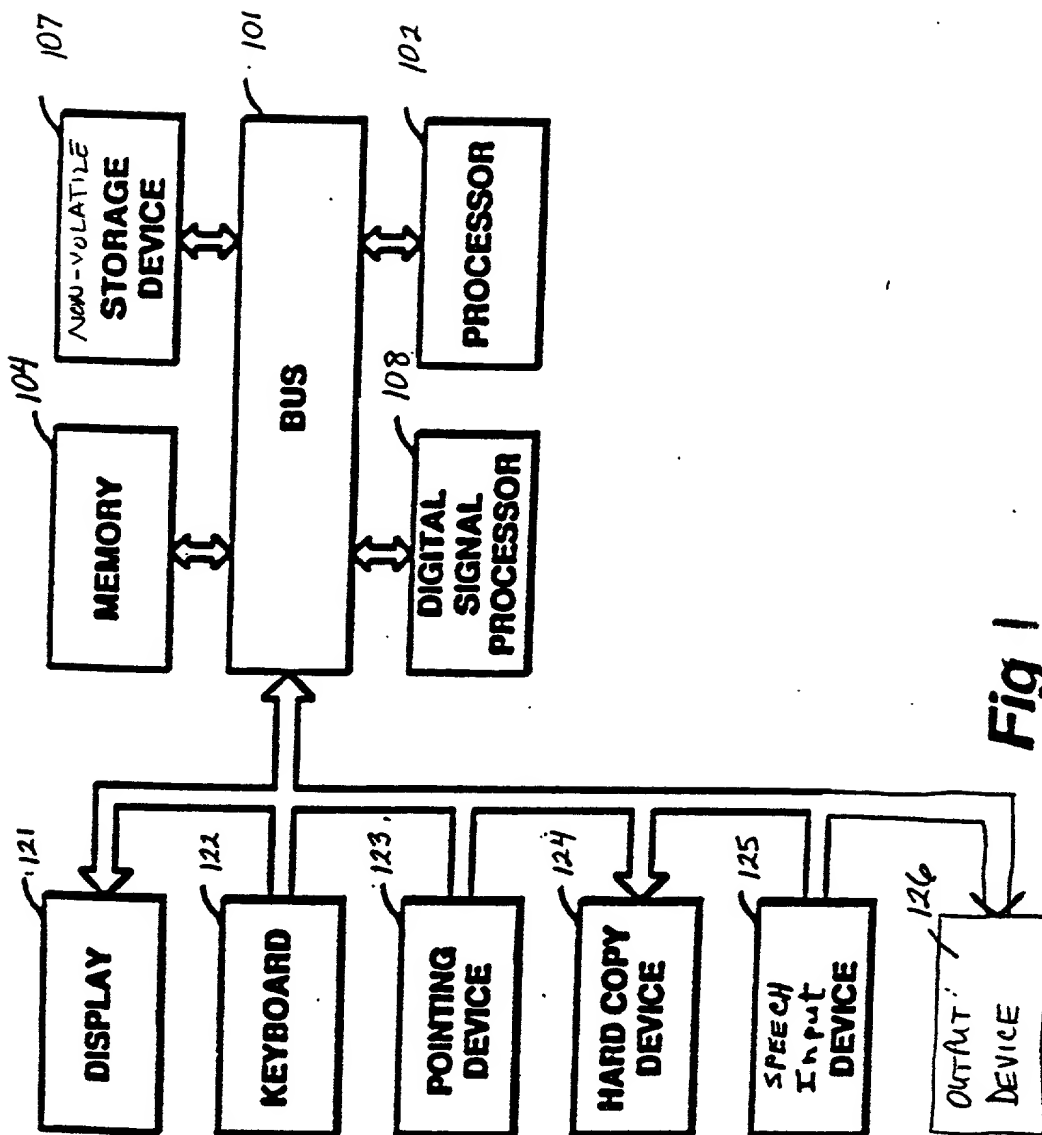 121
DISPLAY
122
KEYBOARD
123
POINTING
DEVICE
124
HARD COPY
DEVICE
125
SPEECH
Input
DEVICE
126
OUTPUT
DEVICE
104
MEMORY
107
NON-VOLATILE
STORAGE
DEVICE
101
BUS
108
DIGITAL
SIGNAL
PROCESSOR
102
PROCESSOR
Fig 1